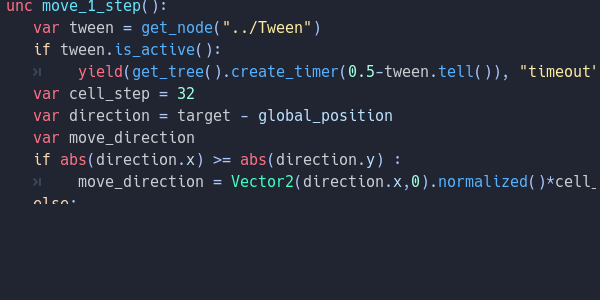 unc move_1_step():
var tween = get_node("../Tween")
if tween.is_active():
yield(get_tree().create_timer(0.5-tween.tell()), "timeout"
var cell_step = 32
var direction = target - global_position
var move_direction
if abs(direction.x) >= abs(direction.y) :
move_direction = Vector2(direction.x,0).normalized()*cell_
else: